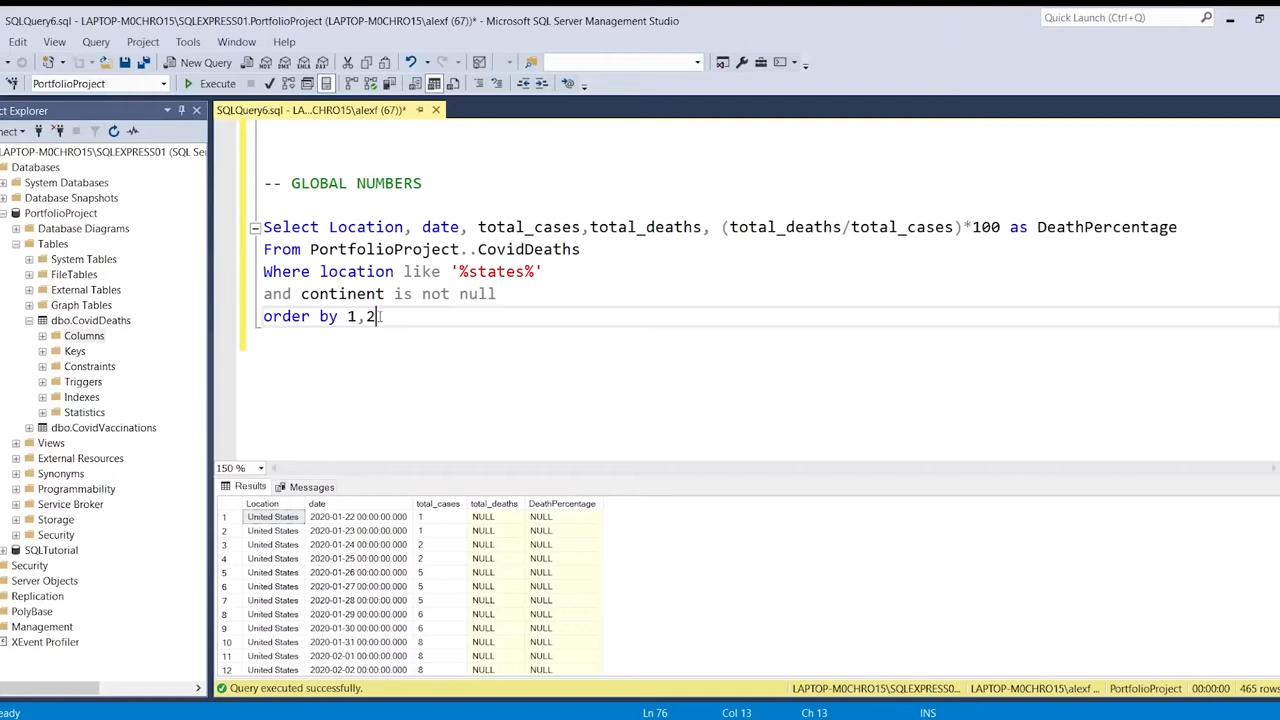 SQLQuery6.sql - LAPTOP-M0CHRO15\SQLEXPRESS01.PortfolioProject (LAPTOP-M0CHRO15\alexf (67))* - Microsoft SQL Server Management Studio
Quick Launch (Ctrl+Q)
Edit View Query Project Tools Window Help
New Query
PortfolioProject
Execute
ct Explorer
SQLQuery6.sql - LA...CHRO15\alexf (67))*
nect
LAPTOP-M0CHRO15\SQLEXPRESS01 (SQL Ser
Databases
System Databases
Database Snapshots
PortfolioProject
Database Diagrams
Tables
System Tables
FileTables
External Tables
Graph Tables
dbo.CovidDeaths
Columns
Keys
Constraints
Triggers
Indexes
Statistics
dbo.CovidVaccinations
Views
External Resources
Synonyms
Programmability
Service Broker
Storage
Security
SQLTutorial
Security
Server Objects
Replication
PolyBase
Management
XEvent Profiler
-- GLOBAL NUMBERS
Select Location, date, total_cases,total_deaths, (total_deaths/total_cases)*100 as DeathPercentage
From PortfolioProject..CovidDeaths
Where location like '%states%'
and continent is not null
order by 1,2
150 %
Results Messages
Location date total_cases total_deaths DeathPercentage
1 United States 2020-01-22 00:00:00.000 1 NULL NULL
2 United States 2020-01-23 00:00:00.000 1 NULL NULL
3 United States 2020-01-24 00:00:00.000 2 NULL NULL
4 United States 2020-01-25 00:00:00.000 2 NULL NULL
5 United States 2020-01-26 00:00:00.000 5 NULL NULL
6 United States 2020-01-27 00:00:00.000 5 NULL NULL
7 United States 2020-01-28 00:00:00.000 5 NULL NULL
8 United States 2020-01-29 00:00:00.000 6 NULL NULL
9 United States 2020-01-30 00:00:00.000 6 NULL NULL
10 United States 2020-01-31 00:00:00.000 8 NULL NULL
11 United States 2020-02-01 00:00:00.000 8 NULL NULL
12 United States 2020-02-02 00:00:00.000 8 NULL NULL
Query executed successfully.
LAPTOP-M0CHRO15\SQLEXPRESS0... LAPTOP-M0CHRO15\alexf ... PortfolioProject 00:00:00 465 rows
eady
Ln 76 Col 13 Ch 13 INS